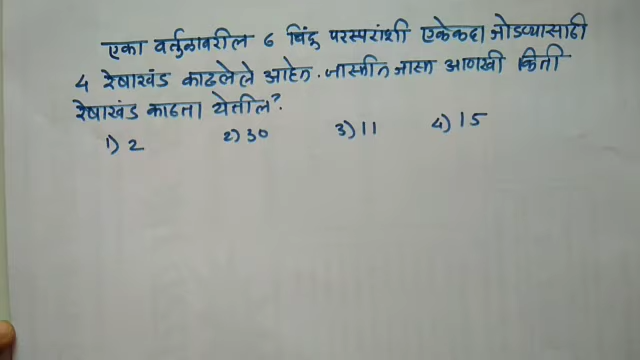 एका वर्तुळावरील ६ बिंदू परस्परांशी एकेकदा जोडण्यासाठी
4 रेषाखंड काढलेले आहेत. जास्तीत जास्त आणखी किती
रेषाखंड काढता येतील?
1) 2 2) 30 3) 11 4) 15